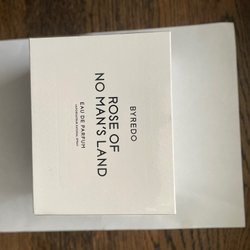 BYREDO
ROSE OF
NO MAN'S LAND
EAU DE PARFUM